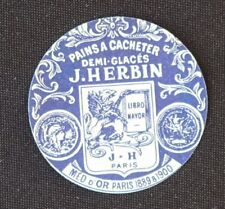 PAINS A CACHETER
DEMI-GLACÉS
J. HERBIN
LIBRO
MAYOR
J - H
PARIS
MED. D'OR PARIS 1889 & 1900